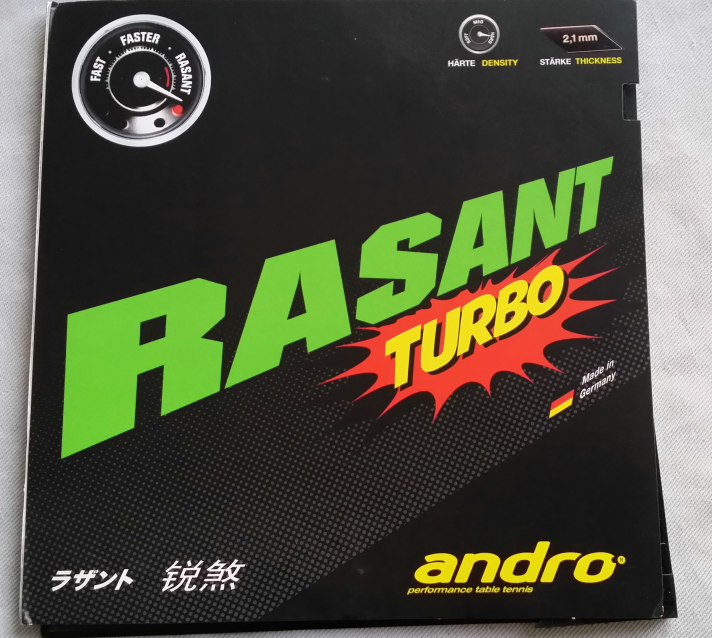 FAST · FASTER · RASANT
HÄRTE DENSITY
2,1 mm
STÄRKE THICKNESS
RASANT
TURBO
Made in
Germany
ラザント 锐煞
andro®
performance table tennis